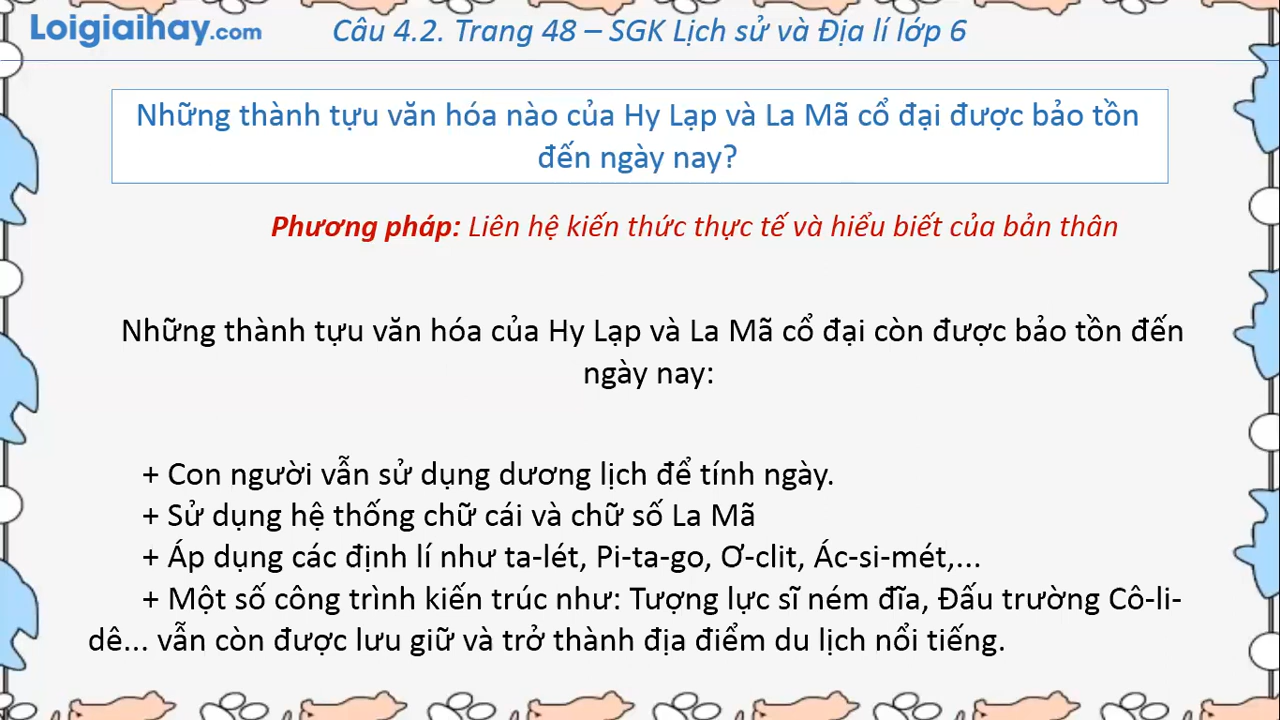 Loigiaihay.com
Câu 4.2. Trang 48 – SGK Lịch sử và Địa lí lớp 6
Những thành tựu văn hóa nào của Hy Lạp và La Mã cổ đại được bảo tồn
đến ngày nay?
Phương pháp: Liên hệ kiến thức thực tế và hiểu biết của bản thân
Những thành tựu văn hóa của Hy Lạp và La Mã cổ đại còn được bảo tồn đến
ngày nay:
+ Con người vẫn sử dụng dương lịch để tính ngày.
+ Sử dụng hệ thống chữ cái và chữ số La Mã
+ Áp dụng các định lí như ta-lét, Pi-ta-go, Ơ-clit, Ác-si-mét,...
+ Một số công trình kiến trúc như: Tượng lực sĩ ném đĩa, Đấu trường Cô-li-
dê... vẫn còn được lưu giữ và trở thành địa điểm du lịch nổi tiếng.